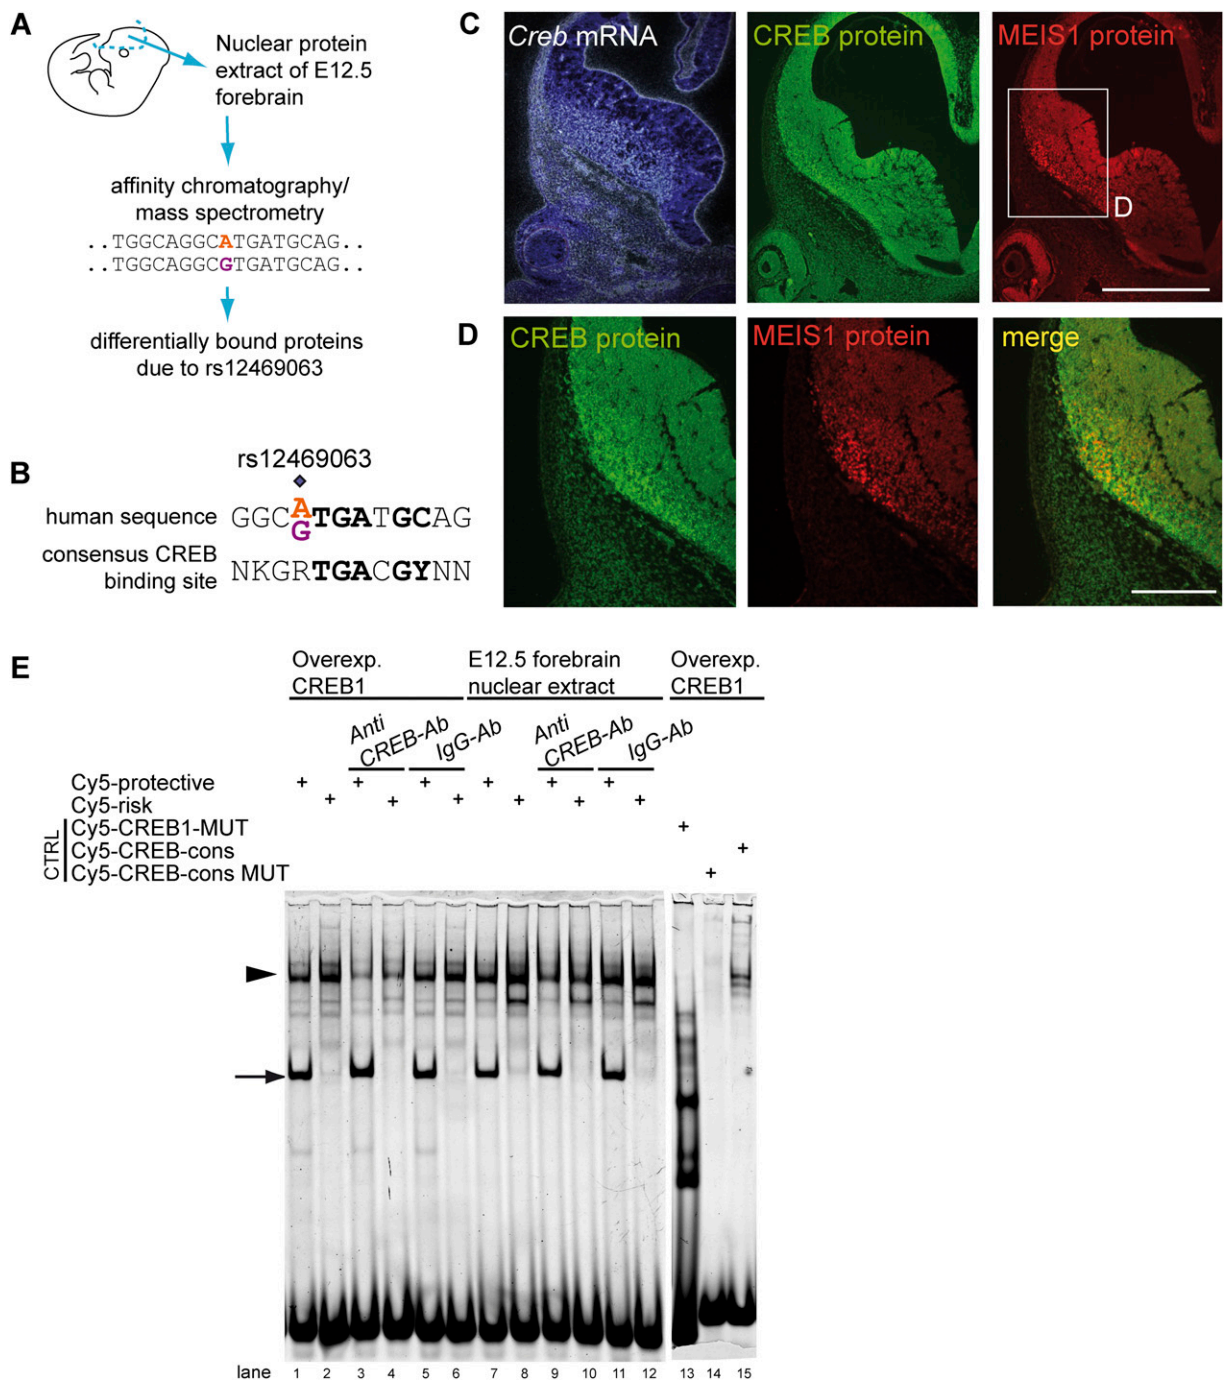 A
Nuclear protein
extract of E12.5
forebrain
affinity chromatography/
mass spectrometry
..TGGCAGGCATGATGCAG..
..TGGCAGGCGTGATGCAG..
differentially bound proteins
due to rs12469063
B
rs12469063
human sequence GGCATGATGCAG
G
consensus CREB
binding site NKGRTGACGYNN
C
Creb mRNA
CREB protein
MEIS1 protein
D
D
CREB protein
MEIS1 protein
merge
E
Overexp.
CREB1
E12.5 forebrain
nuclear extract
Overexp.
CREB1
Anti
CREB-Ab
IgG-Ab
Anti
CREB-Ab
IgG-Ab
Cy5-protective + + + + + +
Cy5-risk + + + + + +
CTRL
Cy5-CREB1-MUT +
Cy5-CREB-cons +
Cy5-CREB-cons MUT +
lane 1 2 3 4 5 6 7 8 9 10 11 12 13 14 15